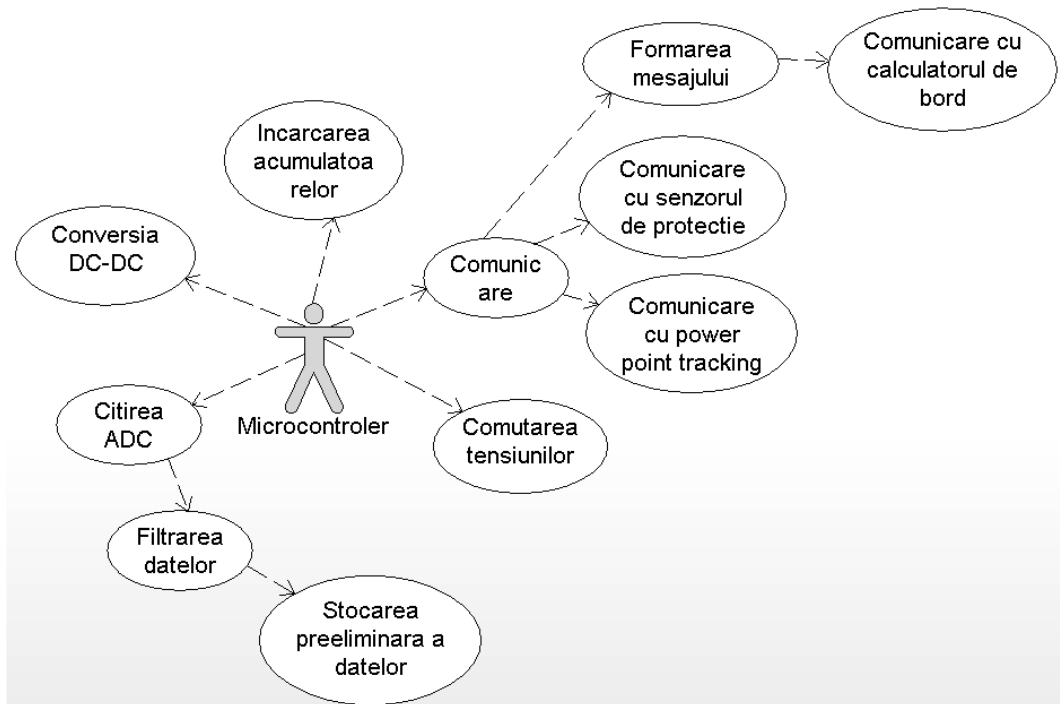 Formarea
mesajului
Comunicare cu
calculatorul de
bord
Incarcarea
acumulatoa
relor
Comunicare
cu senzorul
de protectie
Conversia
DC-DC
Comunic
are
Comunicare
cu power
point tracking
Microcontroler
Citirea
ADC
Comutarea
tensiunilor
Filtrarea
datelor
Stocarea
preeliminara a
datelor